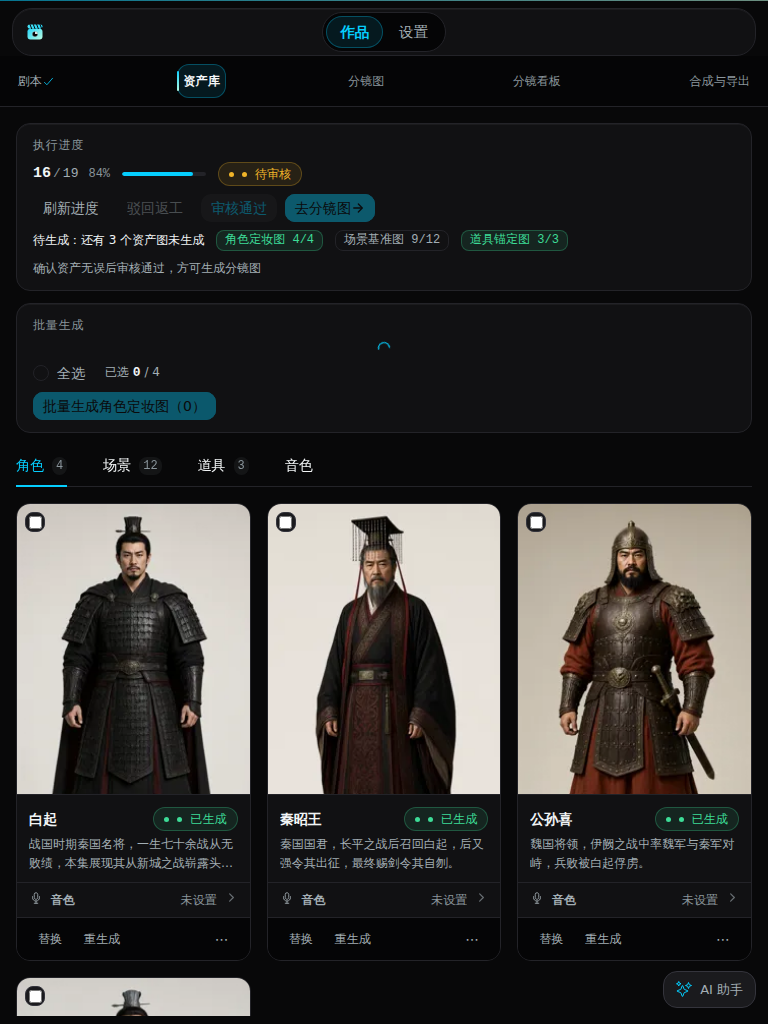 作品 设置
剧本 资产库 分镜图 分镜看板 合成与导出
执行进度
16/19 84% 待审核
刷新进度 驳回返工 审核通过 去分镜图→
待生成：还有 3 个资产图未生成 角色定妆图 4/4 场景基准图 9/12 道具锚定图 3/3
确认资产无误后审核通过，方可生成分镜图
批量生成
全选 已选 0 / 4
批量生成角色定妆图（0）
角色 4 场景 12 道具 3 音色
白起 已生成
战国时期秦国名将，一生七十余战从无
败绩，本集展现其从新城之战崭露头…
音色 未设置
替换 重生成 …
秦昭王 已生成
秦国国君，长平之战后召回白起，后又
强令其出征，最终赐剑令其自刎。
音色 未设置
替换 重生成 …
公孙喜 已生成
魏国将领，伊阙之战中率魏军与秦军对
峙，兵败被白起俘虏。
音色 未设置
替换 重生成 …
AI 助手